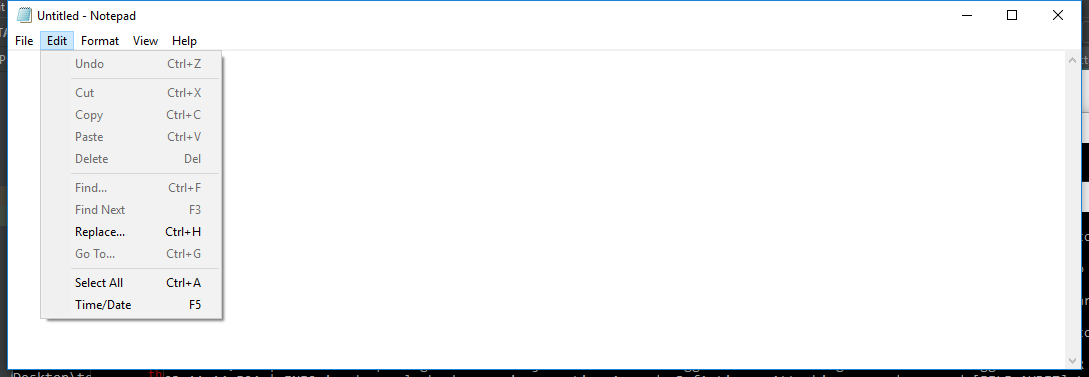 Untitled - Notepad
File Edit Format View Help
Undo Ctrl+Z
Cut Ctrl+X
Copy Ctrl+C
Paste Ctrl+V
Delete Del
Find... Ctrl+F
Find Next F3
Replace... Ctrl+H
Go To... Ctrl+G
Select All Ctrl+A
Time/Date F5